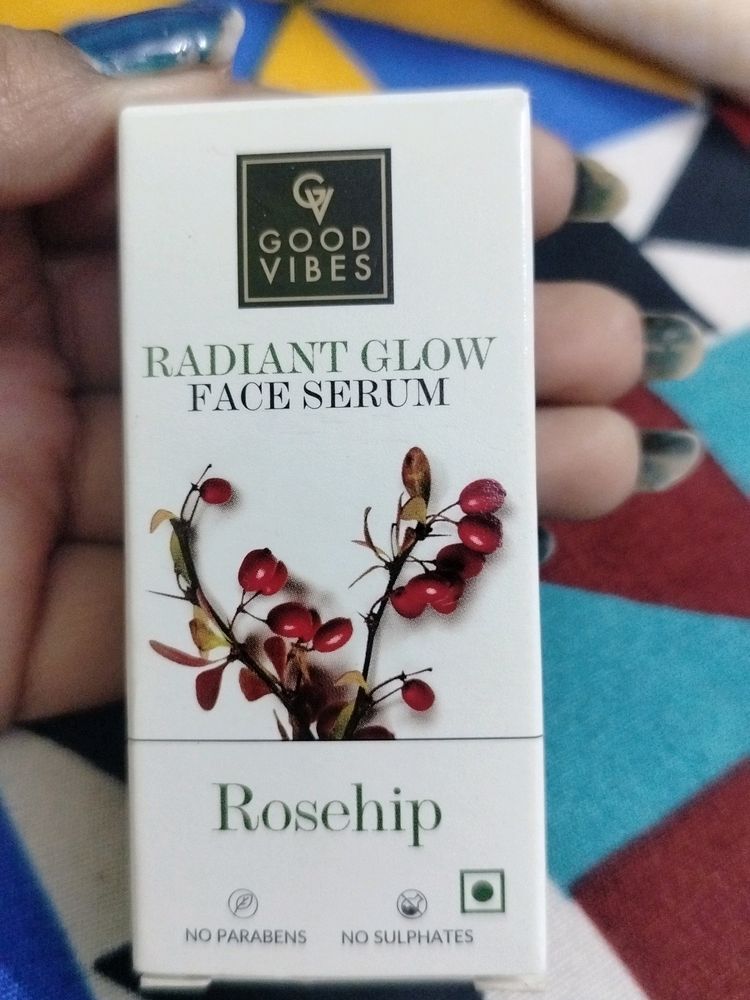 GV
GOOD
VIBES
RADIANT GLOW
FACE SERUM
Rosehip
NO PARABENS NO SULPHATES